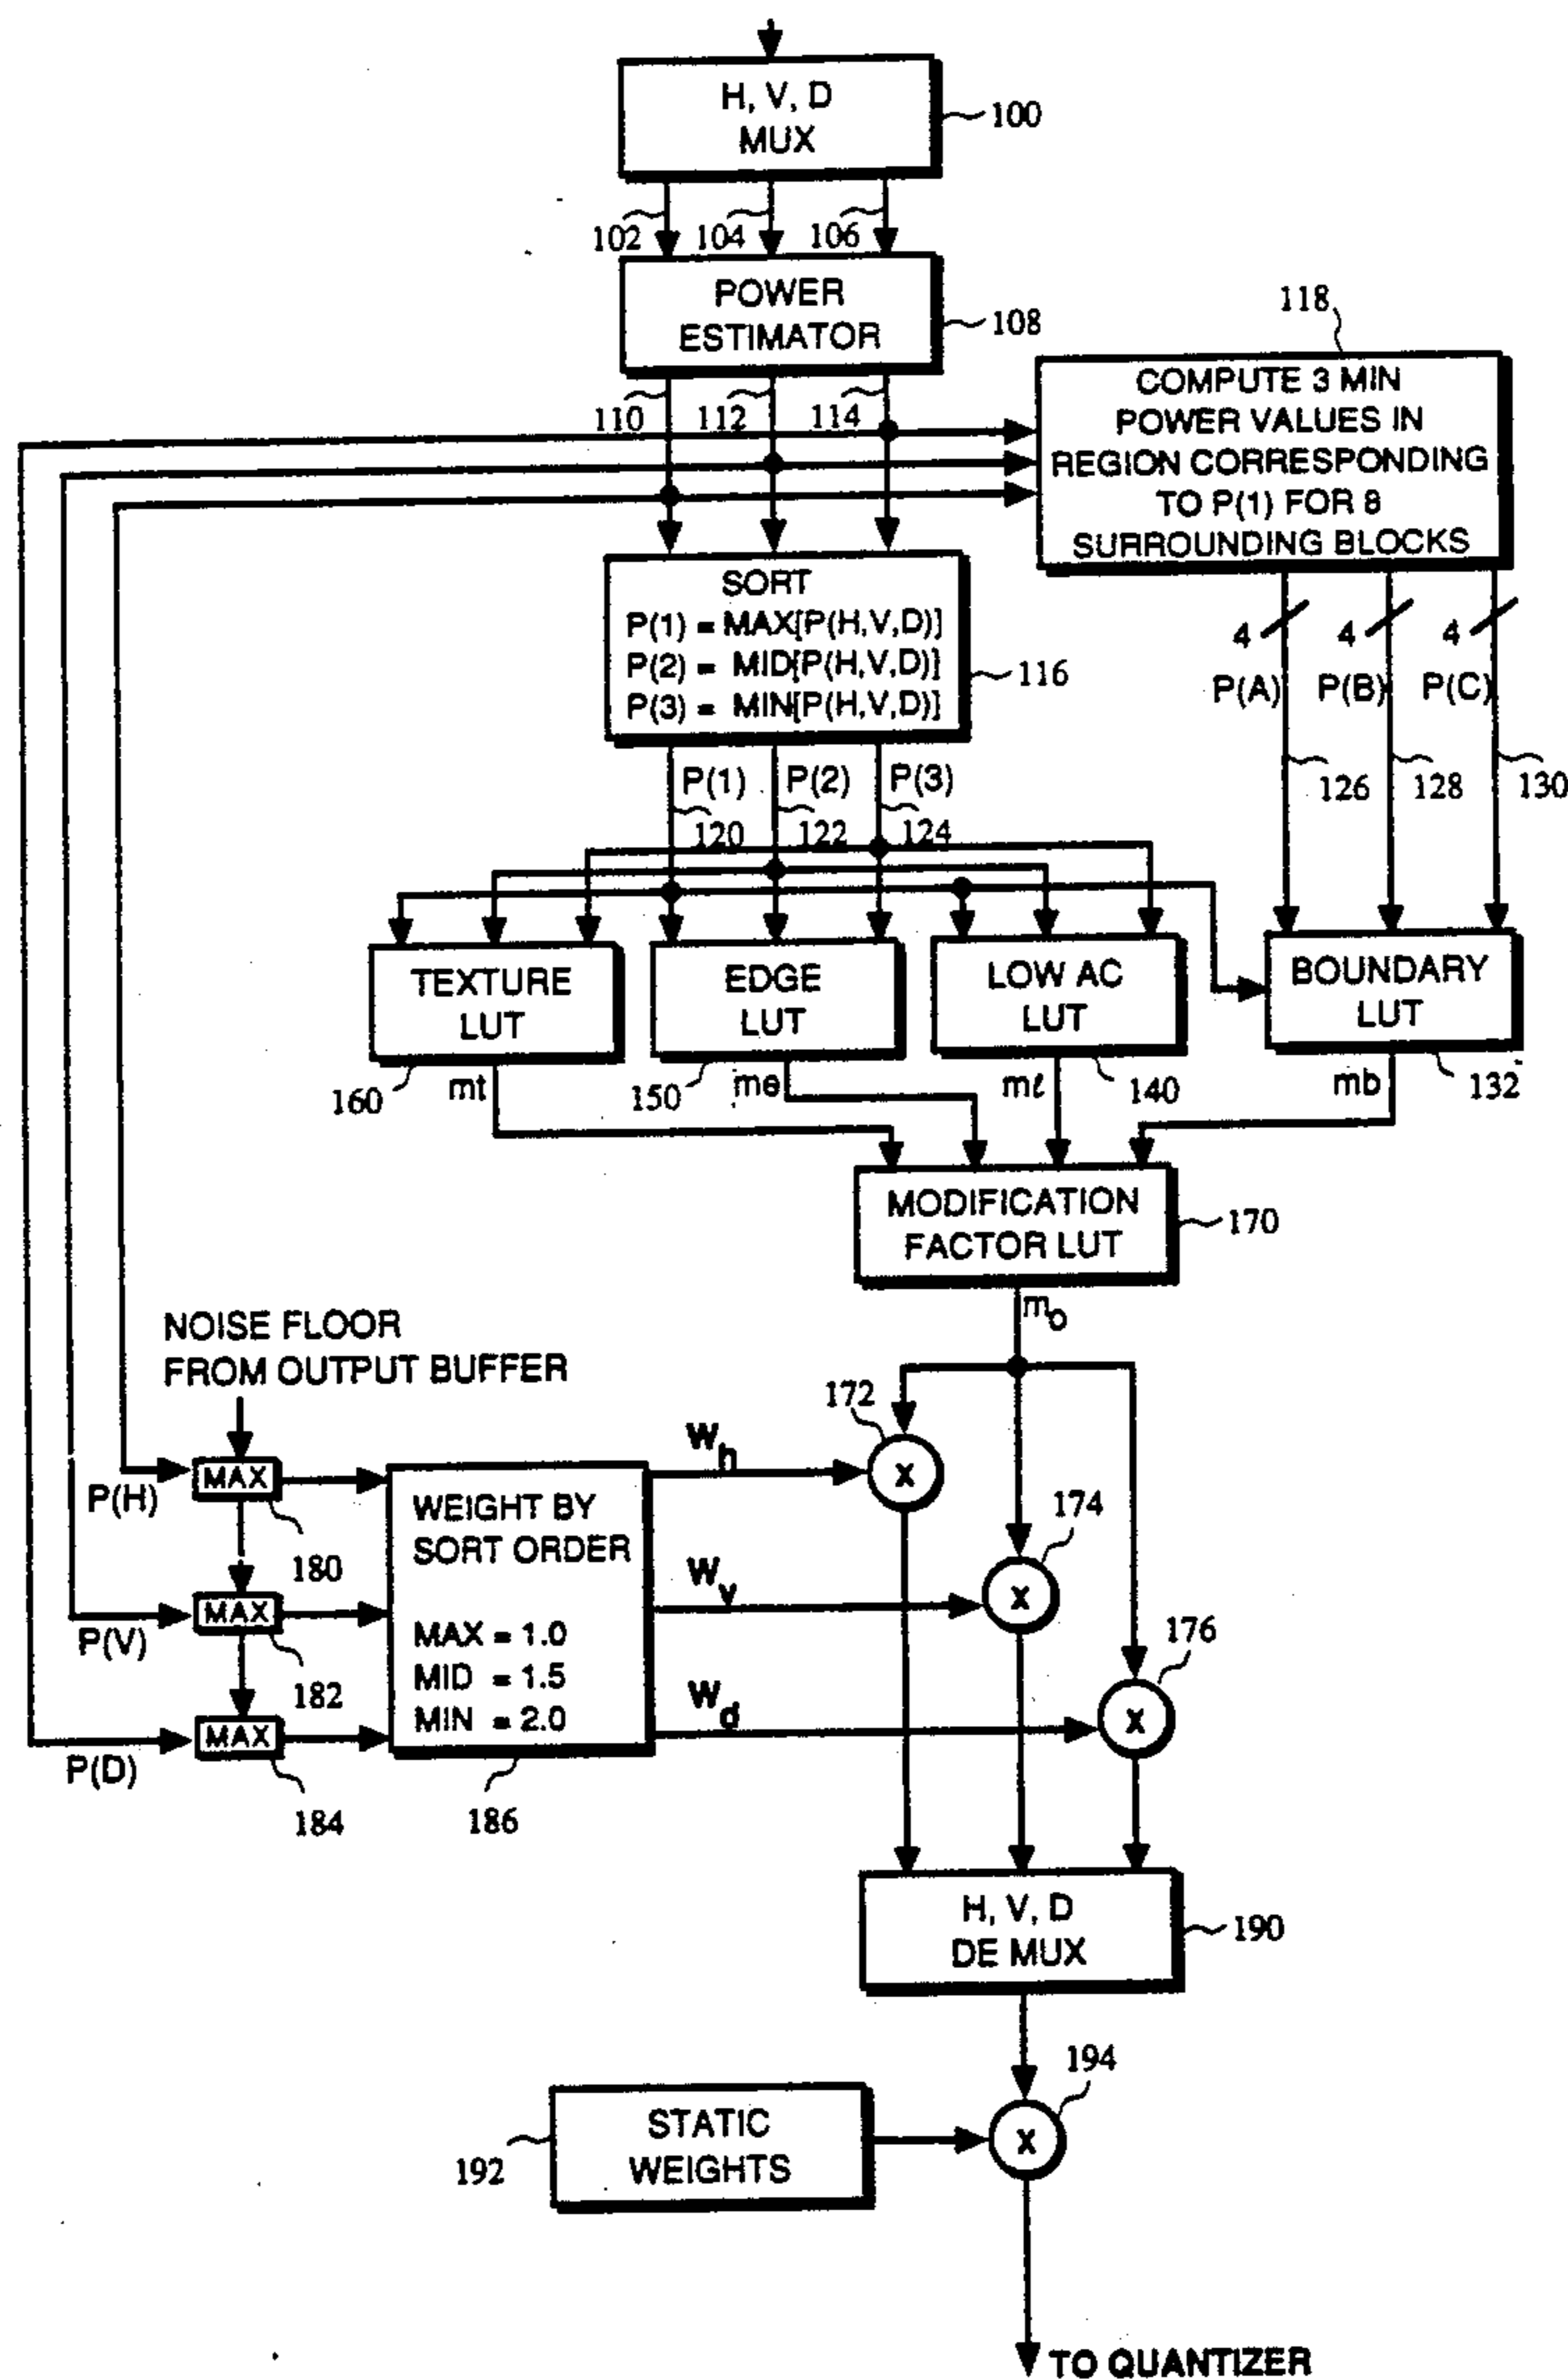 H, V, D
MUX
100
102
104
106
POWER
ESTIMATOR
108
118
COMPUTE 3 MIN
POWER VALUES IN
REGION CORRESPONDING
TO P(1) FOR 8
SURROUNDING BLOCKS
110
112
114
SORT
P(1) = MAX[P(H,V,D)]
P(2) = MID[P(H,V,D)]
P(3) = MIN[P(H,V,D)]
116
4
4
4
P(A)
P(B)
P(C)
126
128
130
P(1)
P(2)
P(3)
120
122
124
TEXTURE
LUT
EDGE
LUT
LOW AC
LUT
BOUNDARY
LUT
160
mt
150
me
mℓ
140
mb
132
MODIFICATION
FACTOR LUT
170
mo
NOISE FLOOR
FROM OUTPUT BUFFER
172
P(H)
MAX
180
WEIGHT BY
SORT ORDER
MAX = 1.0
MID = 1.5
MIN = 2.0
Wh
x
174
P(V)
MAX
182
Wv
x
176
P(D)
MAX
184
186
Wd
x
H, V, D
DE MUX
190
194
STATIC
WEIGHTS
192
x
TO QUANTIZER